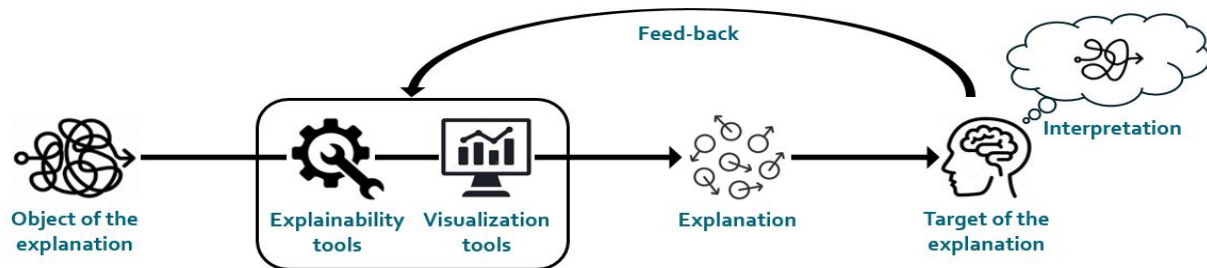 Feed-back
Interpretation
Object of the
explanation
Explainability
tools
Visualization
tools
Explanation
Target of the
explanation